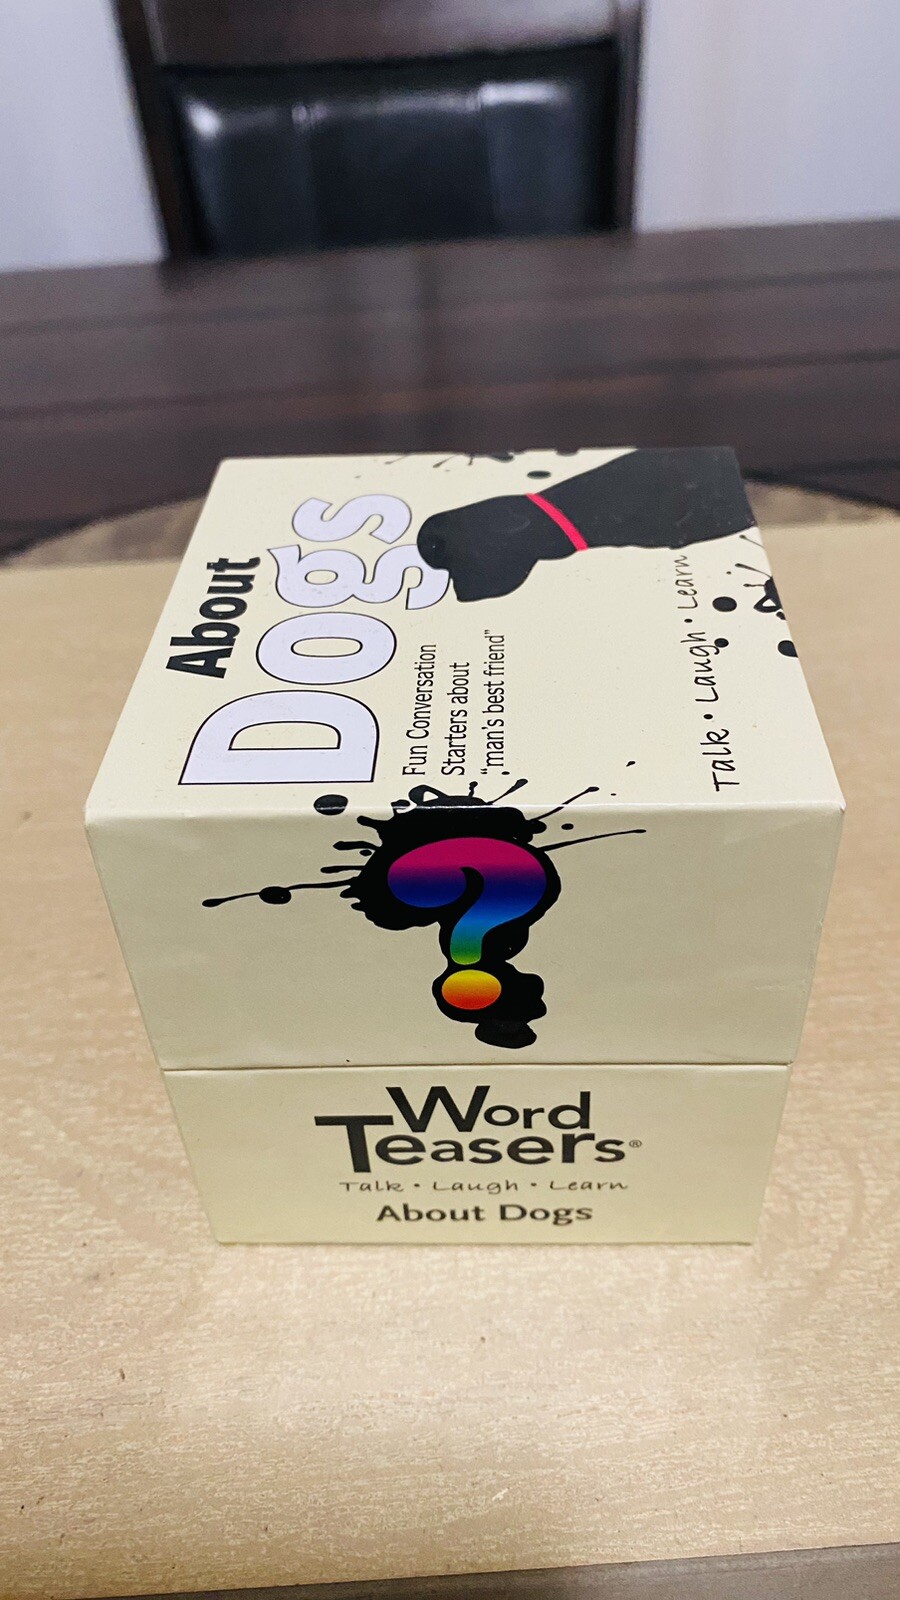 About
Dogs
Fun Conversation
Starters about
“man's best friend”
Talk • Laugh • Learn
?
Word
Teasers®
Talk • Laugh • Learn
About Dogs